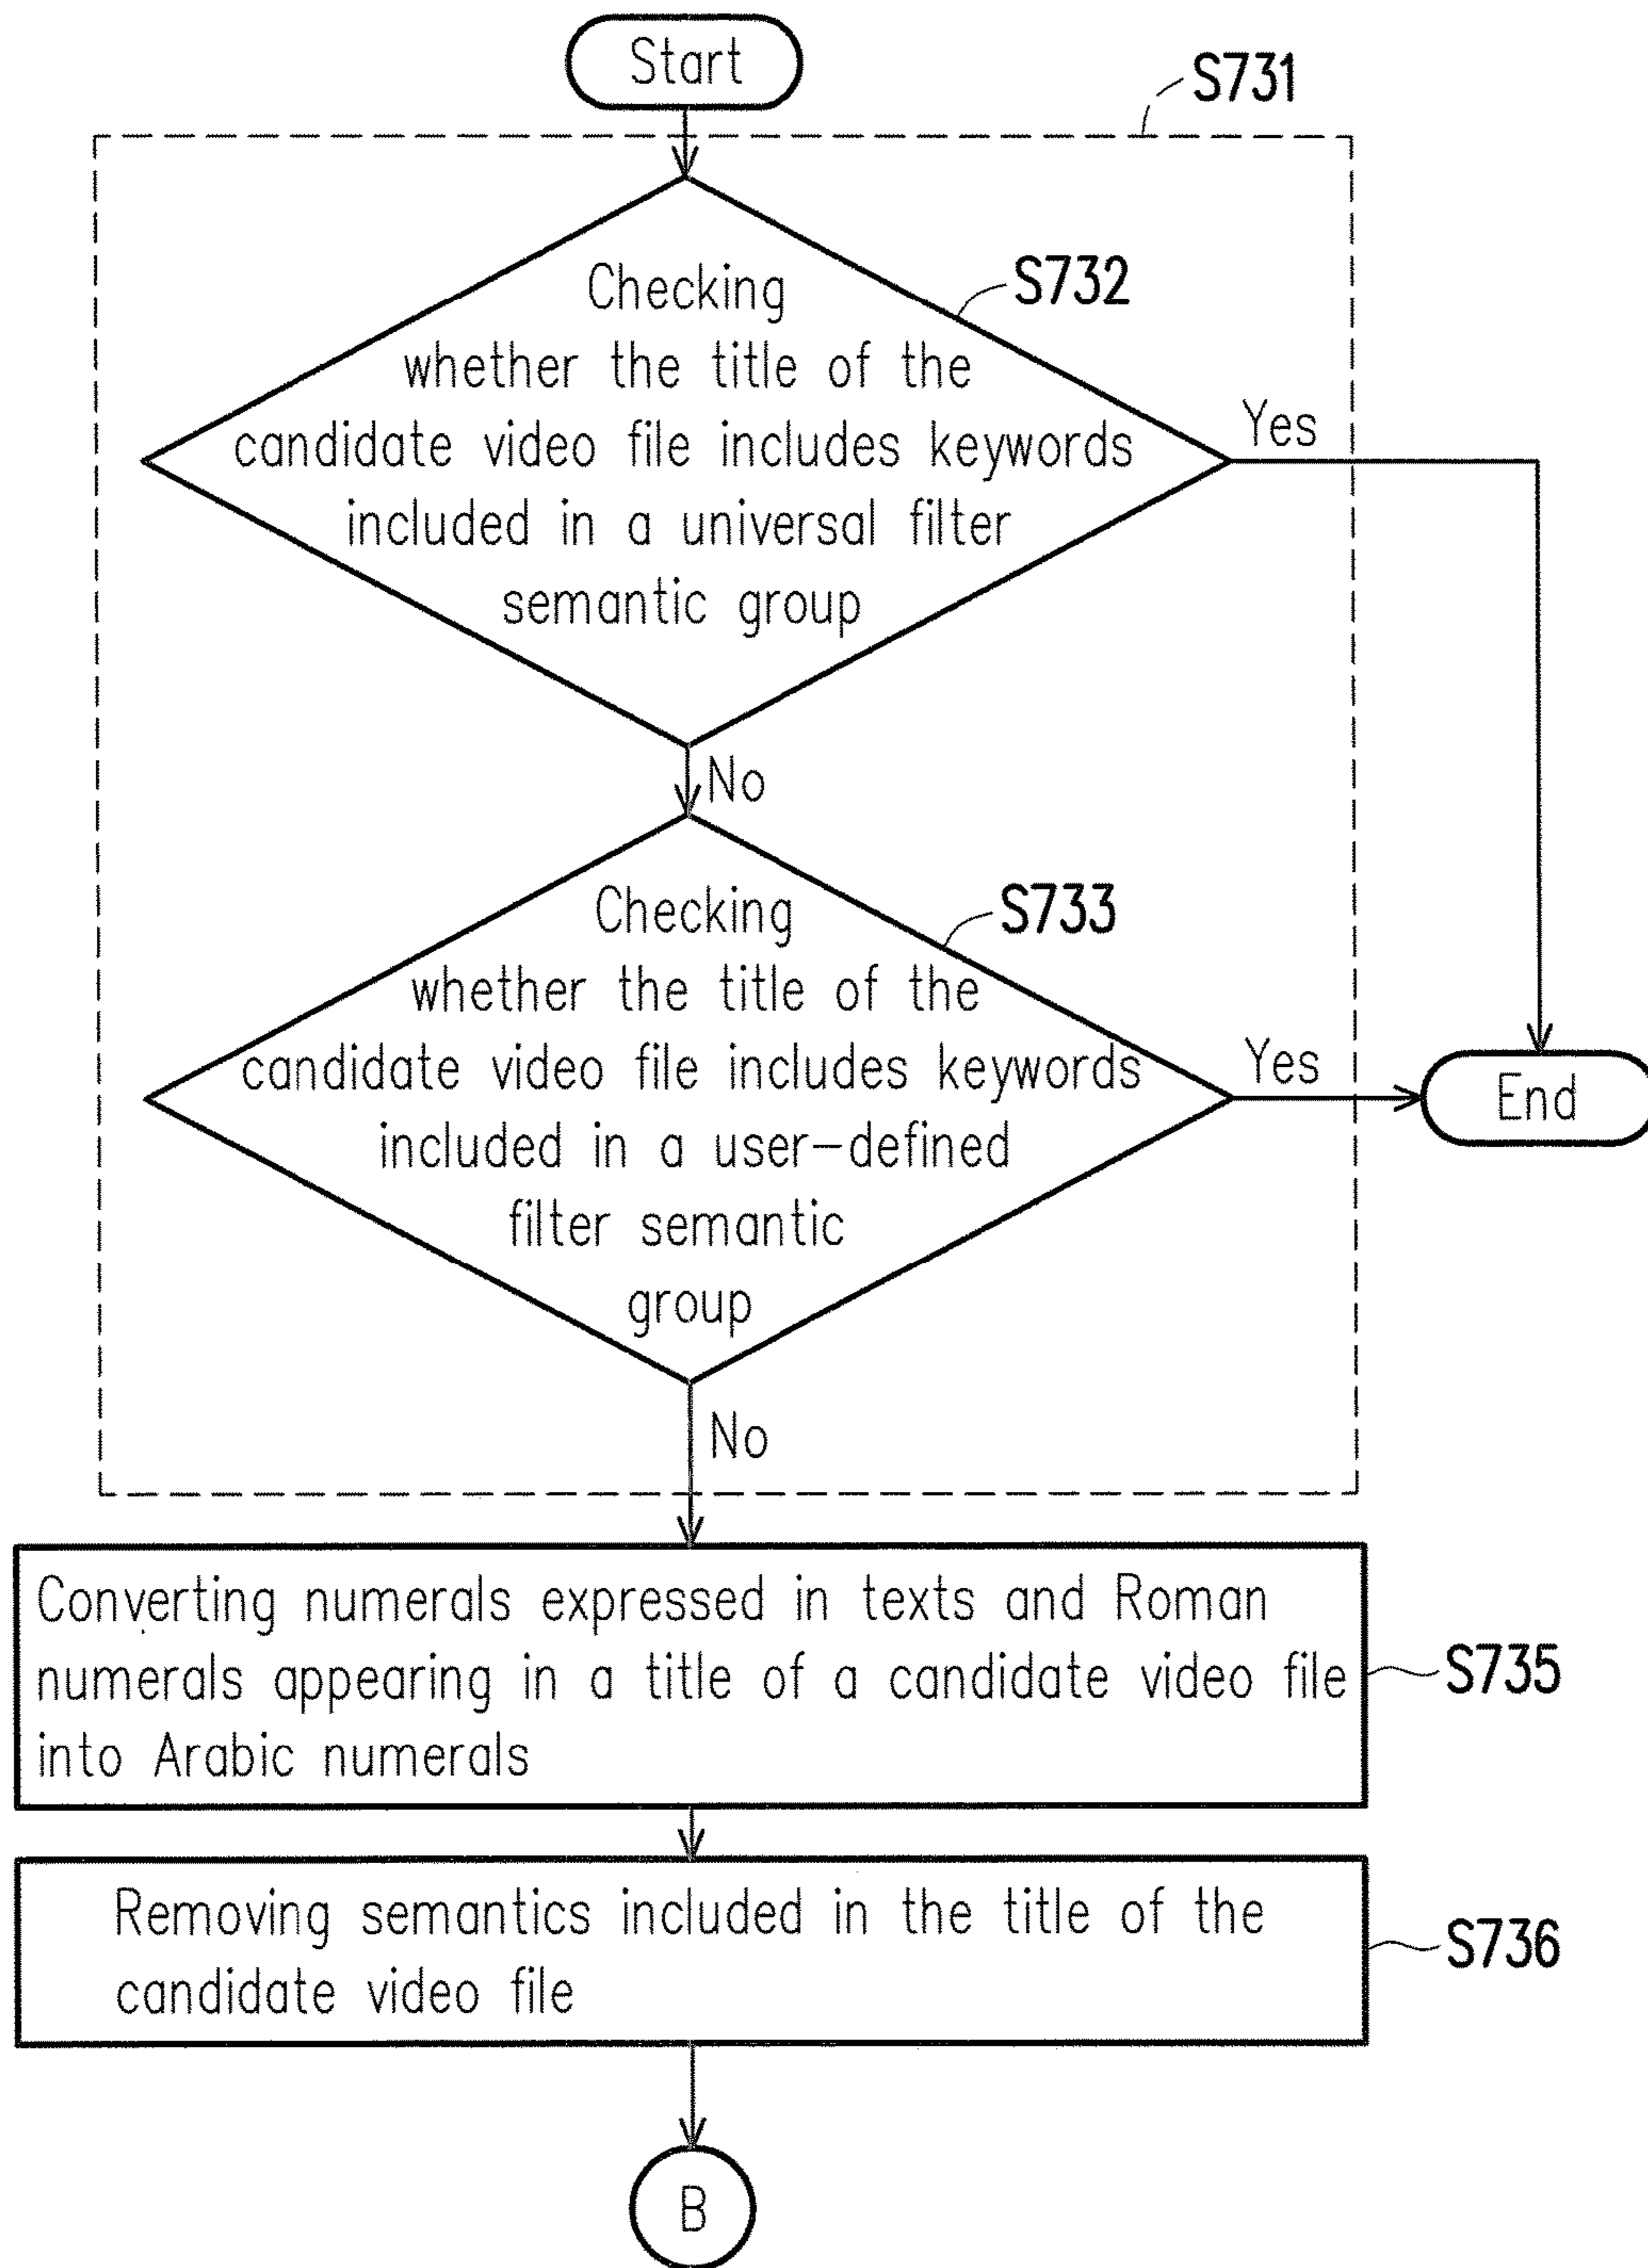 Start
S731
Checking
S732
whether the title of the
candidate video file includes keywords
Yes
included in a universal filter
semantic group
No
Checking
S733
whether the title of the
candidate video file includes keywords
Yes
End
included in a user-defined
filter semantic
group
No
Converting numerals expressed in texts and Roman
numerals appearing in a title of a candidate video file
into Arabic numerals
S735
Removing semantics included in the title of the
candidate video file
S736
B